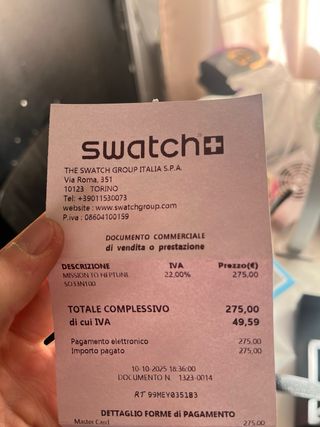 swatch
THE SWATCH GROUP ITALIA S.P.A.
Via Roma, 351
10123 TORINO
Tel: +39011530073
website : www.swatchgroup.com
P.iva : 08604100159
DOCUMENTO COMMERCIALE
di vendita o prestazione
DESCRIZIONE IVA Prezzo(€)
MISSION TO NEPTUNE 22,00% 275,00
SO33N100
TOTALE COMPLESSIVO 275,00
di cui IVA 49,59
Pagamento elettronico 275,00
Importo pagato 275,00
10-10-2025 18:36:00
DOCUMENTO N. 1323-0014
RT 99MEY035183
DETTAGLIO FORME di PAGAMENTO
Master Card 275,00